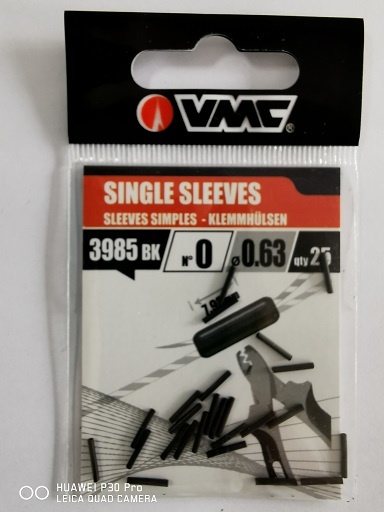 VMC®
SINGLE SLEEVES
SLEEVES SIMPLES - KLEMMHÜLSEN
3985 BK N° 0 ø 0.63 qty 25
HUAWEI P30 Pro
LEICA QUAD CAMERA